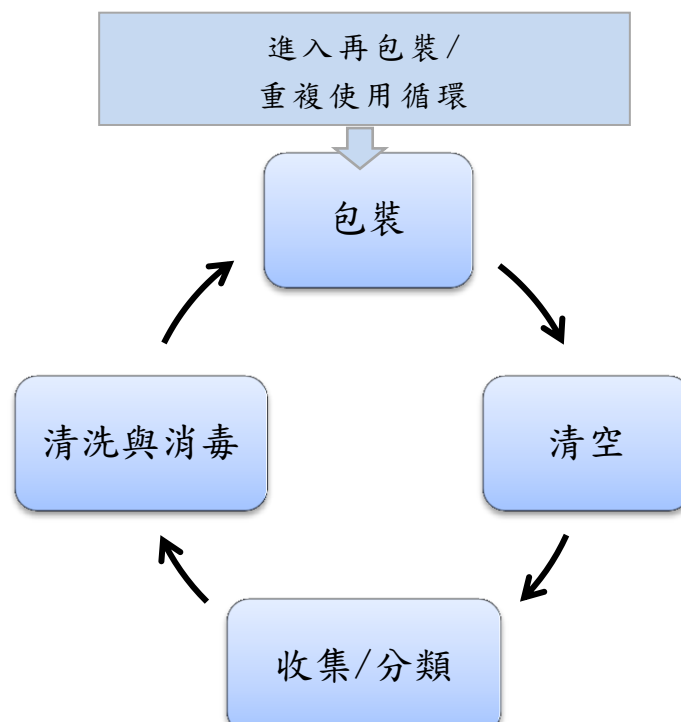 進入再包裝/
重複使用循環
包裝
清洗與消毒
清空
收集/分類